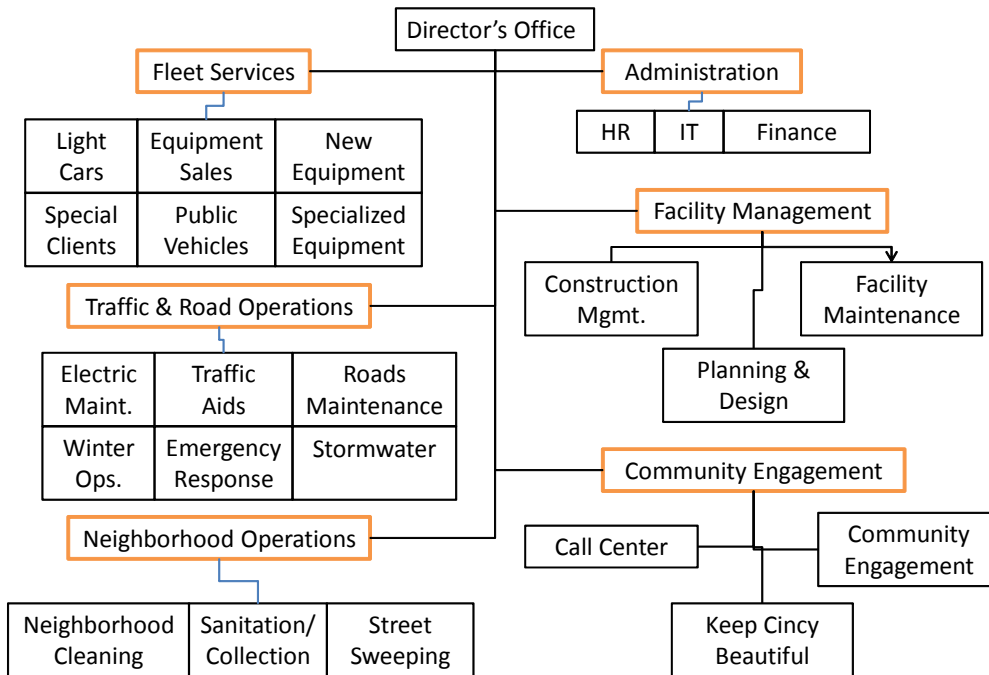 Director’s Office
Fleet Services
Administration
Light
Cars
Equipment
Sales
New
Equipment
Special
Clients
Public
Vehicles
Specialized
Equipment
HR
IT
Finance
Facility Management
Construction
Mgmt.
Facility
Maintenance
Planning &
Design
Traffic & Road Operations
Electric
Maint.
Traffic
Aids
Roads
Maintenance
Winter
Ops.
Emergency
Response
Stormwater
Community Engagement
Call Center
Community
Engagement
Keep Cincy
Beautiful
Neighborhood Operations
Neighborhood
Cleaning
Sanitation/
Collection
Street
Sweeping